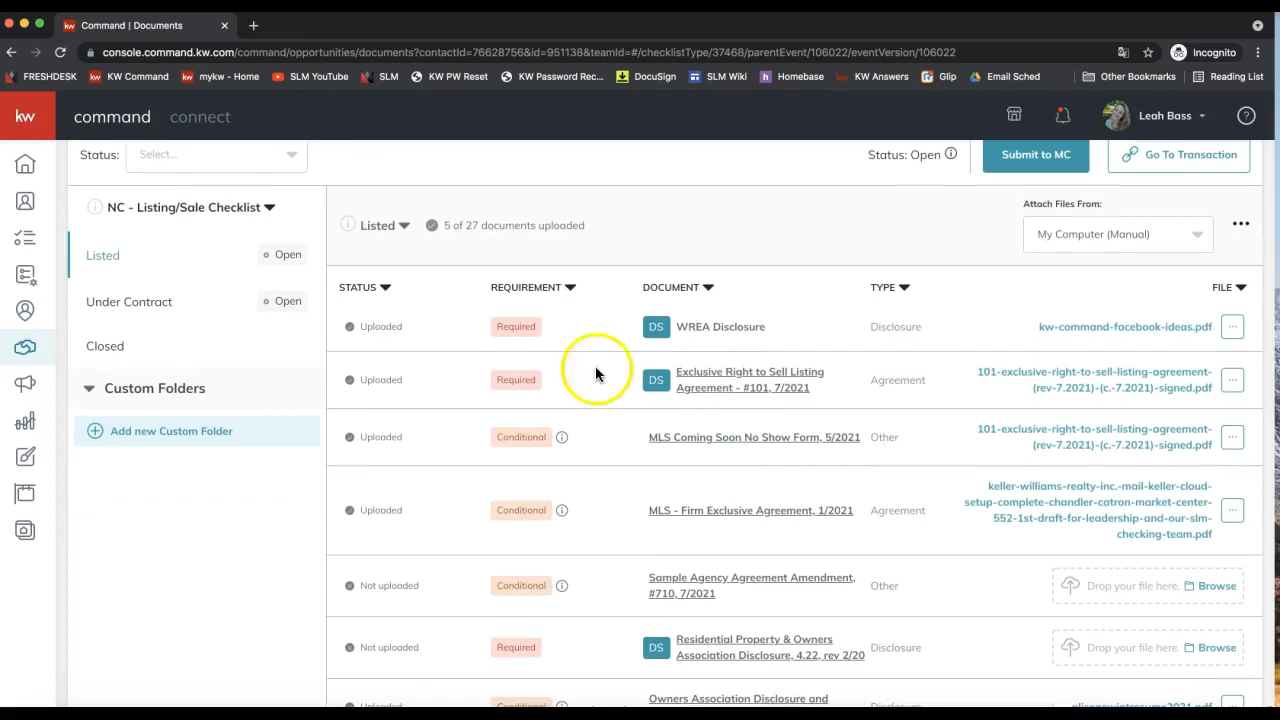 kw Command | Documents
console.command.kw.com/command/opportunities/documents?contactId=76628756&id=951138&teamId=#/checklistType/37468/parentEvent/106022/eventVersion/106022
Incognito
FRESHDESK
KW Command
mykw - Home
SLM YouTube
SLM
KW PW Reset
KW Password Rec...
DocuSign
SLM Wiki
Homebase
KW Answers
Glip
Email Sched
Other Bookmarks
Reading List
kw
command
connect
Leah Bass
Status:
Select...
Status: Open
Submit to MC
Go To Transaction
NC - Listing/Sale Checklist
Listed
Open
Under Contract
Open
Closed
Custom Folders
Add new Custom Folder
Listed
5 of 27 documents uploaded
Attach Files From:
My Computer (Manual)
STATUS
REQUIREMENT
DOCUMENT
TYPE
FILE
Uploaded
Required
DS
WREA Disclosure
Disclosure
kw-command-facebook-ideas.pdf
Uploaded
Required
DS
Exclusive Right to Sell Listing
Agreement - #101, 7/2021
Agreement
101-exclusive-right-to-sell-listing-agreement-
(rev-7.2021)-(c.-7.2021)-signed.pdf
Uploaded
Conditional
MLS Coming Soon No Show Form, 5/2021
Other
101-exclusive-right-to-sell-listing-agreement-
(rev-7.2021)-(c.-7.2021)-signed.pdf
Uploaded
Conditional
MLS - Firm Exclusive Agreement, 1/2021
Agreement
keller-williams-realty-inc.-mail-keller-cloud-
setup-complete-chandler-catron-market-center-
552-1st-draft-for-leadership-and-our-slm-
checking-team.pdf
Not uploaded
Conditional
Sample Agency Agreement Amendment,
#710, 7/2021
Other
Drop your file here.
Browse
Not uploaded
Required
DS
Residential Property & Owners
Association Disclosure, 4.22, rev 2/20
Disclosure
Drop your file here.
Browse
Uploaded
Conditional
Owners Association Disclosure and